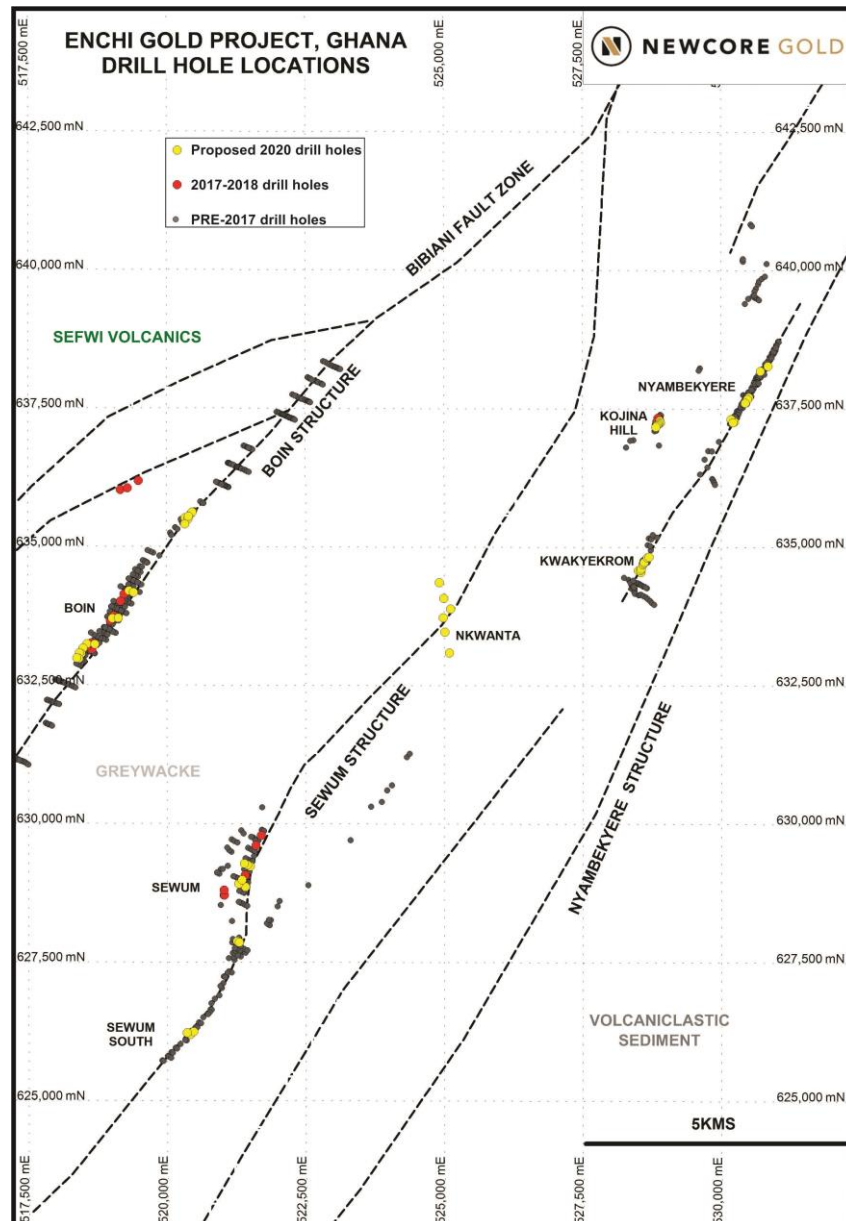 ENCHI GOLD PROJECT, GHANA
DRILL HOLE LOCATIONS
N NEWCORE GOLD
517,500 mE
520,000 mE
522,500 mE
525,000 mE
527,500 mE
642,500 mN
642,500 mN
Proposed 2020 drill holes
2017-2018 drill holes
PRE-2017 drill holes
BIBIANI FAULT ZONE
640,000 mN
640,000 mN
SEFWI VOLCANICS
NYAMBEKYERE
637,500 mN
637,500 mN
KOJINA
HILL
BOIN STRUCTURE
635,000 mN
635,000 mN
KWAKYEKROM
BOIN
NKWANTA
632,500 mN
632,500 mN
SEWUM STRUCTURE
GREYWACKE
NYAMBEKYERE STRUCTURE
630,000 mN
630,000 mN
SEWUM
627,500 mN
627,500 mN
SEWUM
SOUTH
VOLCANICLASTIC
SEDIMENT
625,000 mN
625,000 mN
5KMS
517,500 mE
520,000 mE
522,500 mE
525,000 mE
527,500 mE
530,000 mE